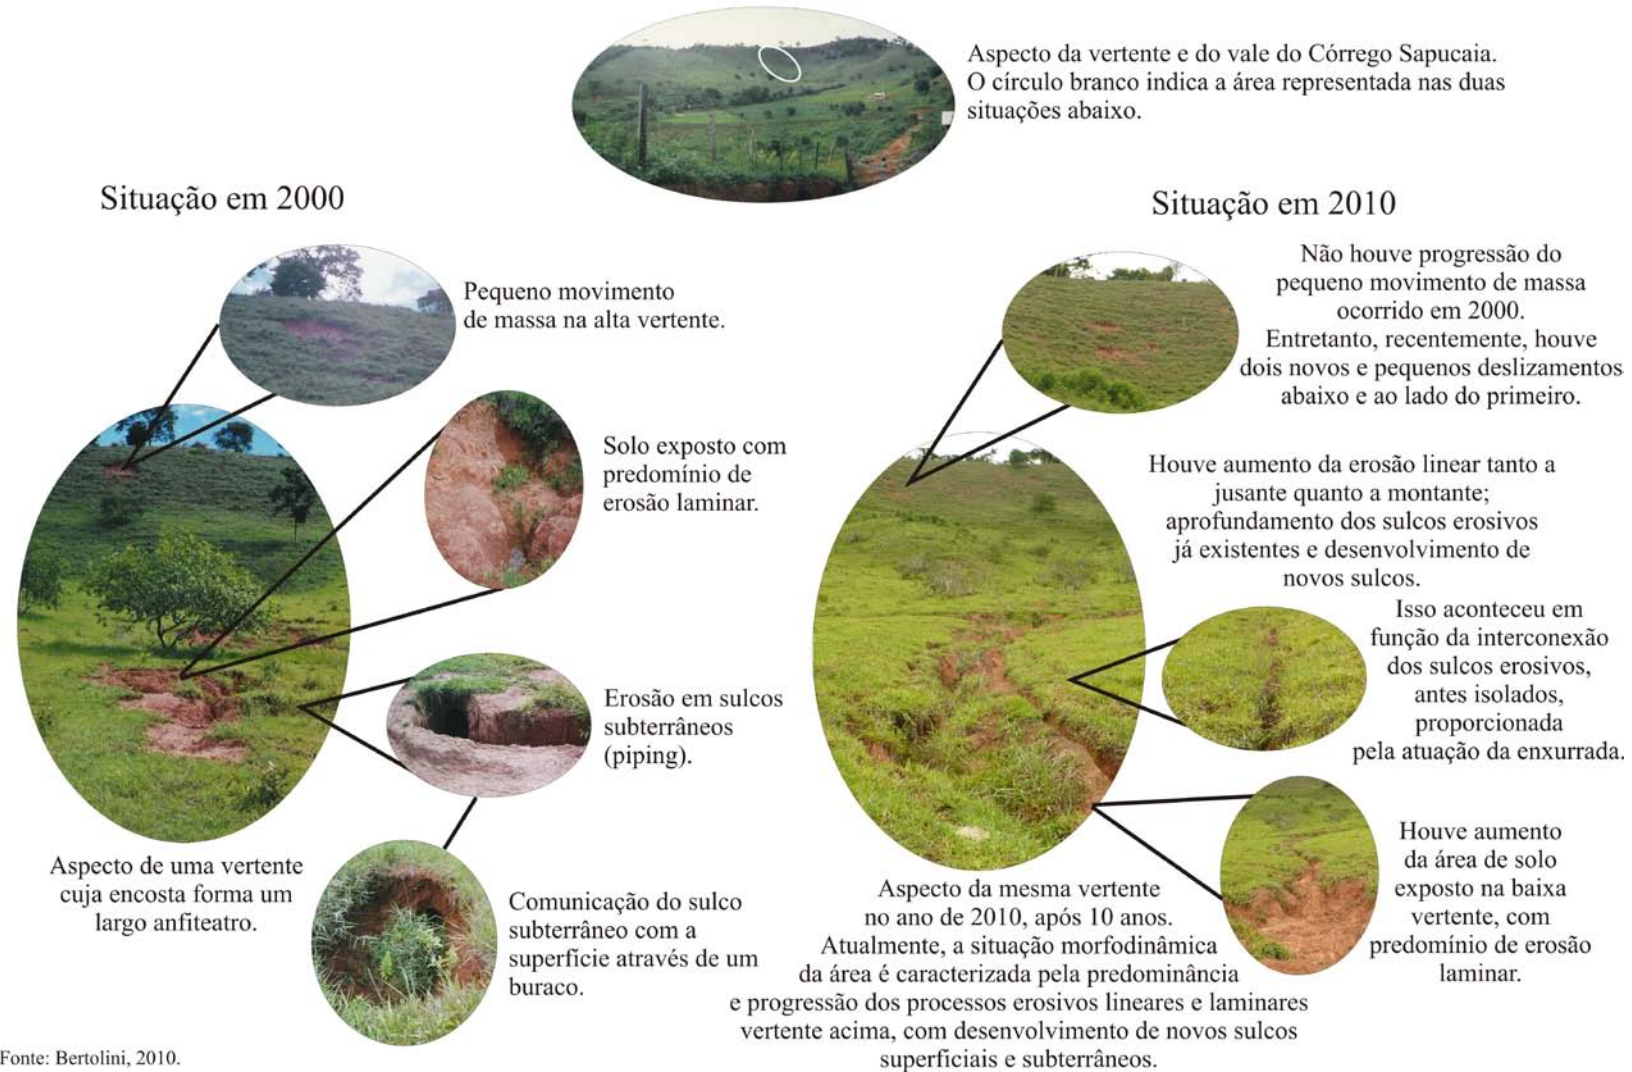 Aspecto da vertente e do vale do Córrego Sapucaia.
O círculo branco indica a área representada nas duas
situações abaixo.
Situação em 2000
Pequeno movimento
de massa na alta vertente.
Solo exposto com
predomínio de
erosão laminar.
Erosão em sulcos
subterrâneos
(piping).
Aspecto de uma vertente
cuja encosta forma um
largo anfiteatro.
Comunicação do sulco
subterrâneo com a
superfície através de um
buraco.
Situação em 2010
Não houve progressão do
pequeno movimento de massa
ocorrido em 2000.
Entretanto, recentemente, houve
dois novos e pequenos deslizamentos
abaixo e ao lado do primeiro.
Houve aumento da erosão linear tanto a
jusante quanto a montante;
aprofundamento dos sulcos erosivos
já existentes e desenvolvimento de
novos sulcos.
Isso aconteceu em
função da interconexão
dos sulcos erosivos,
antes isolados,
proporcionada
pela atuação da enxurrada.
Houve aumento
da área de solo
exposto na baixa
vertente, com
predomínio de erosão
laminar.
Aspecto da mesma vertente
no ano de 2010, após 10 anos.
Atualmente, a situação morfodinâmica
da área é caracterizada pela predominância
e progressão dos processos erosivos lineares e laminares
vertente acima, com desenvolvimento de novos sulcos
superficiais e subterrâneos.
Fonte: Bertolini, 2010.